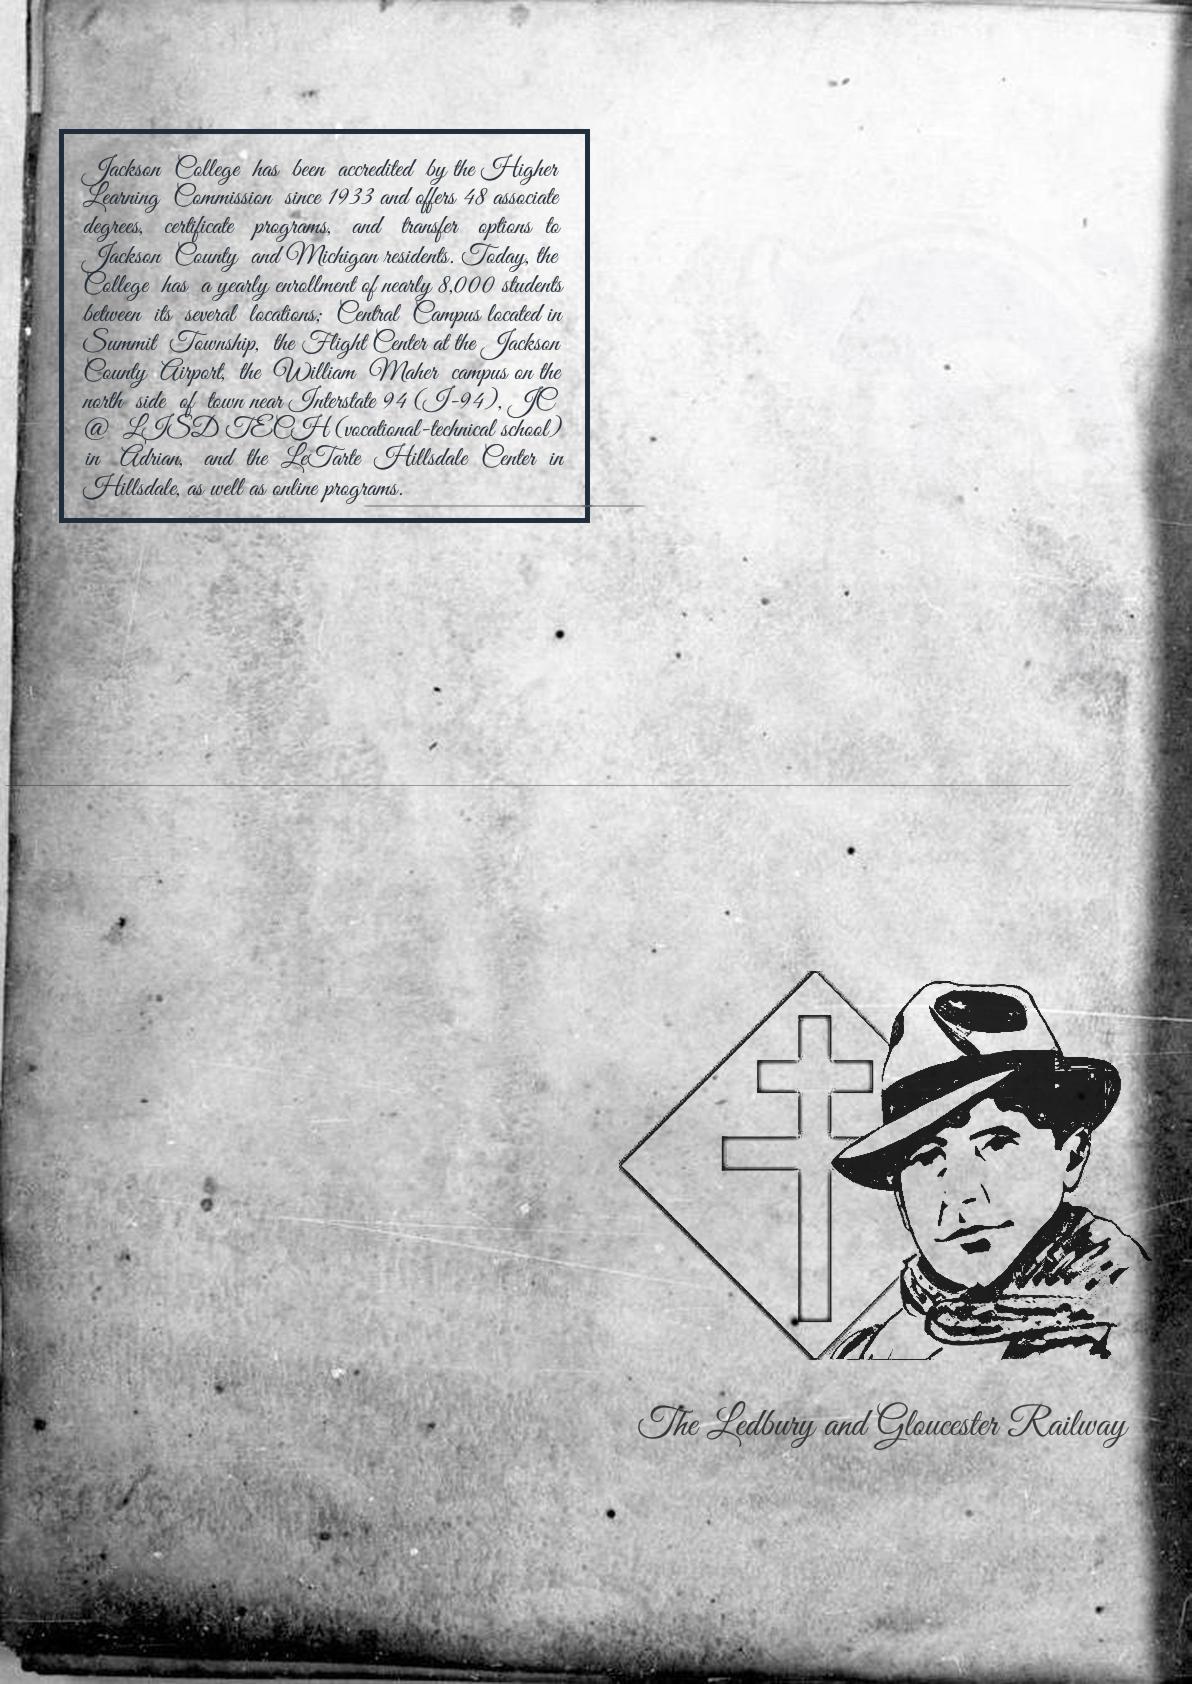 Jackson College has been accredited by the Higher
Learning Commission since 1933 and offers 48 associate
degrees, certificate programs, and transfer options to
Jackson County and Michigan residents. Today, the
College has a yearly enrollment of nearly 8,000 students
between its several locations; Central Campus located in
Summit Township, the Flight Center at the Jackson
County Airport, the William Maher campus on the
north side of town near Interstate 94 (I-94), JC
@ LISD TECH (vocational-technical school)
in Adrian, and the LeTarte Hillsdale Center in
Hillsdale, as well as online programs.
The Ledbury and Gloucester Railway